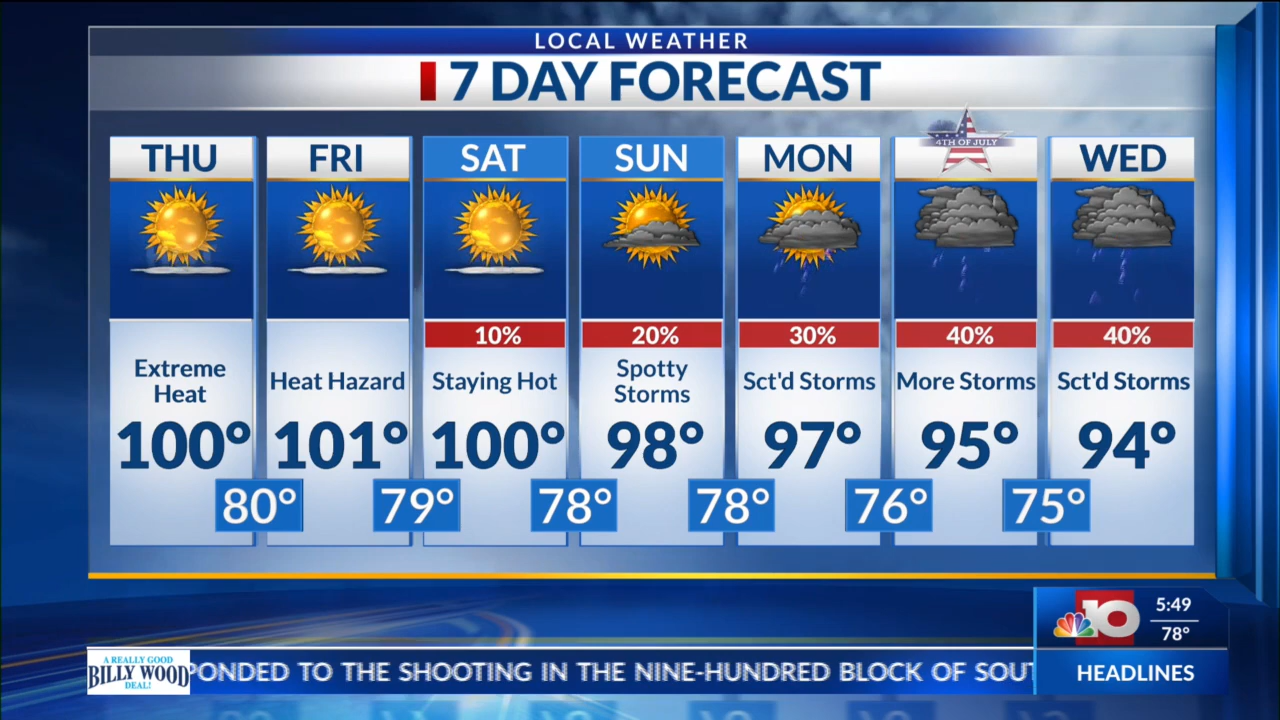 LOCAL WEATHER
7 DAY FORECAST
THU
FRI
SAT
SUN
MON
4TH OF JULY
WED
10%
20%
30%
40%
40%
Extreme
Heat
Heat Hazard
Staying Hot
Spotty
Storms
Sct'd Storms
More Storms
Sct'd Storms
100°
101°
100°
98°
97°
95°
94°
80°
79°
78°
78°
76°
75°
10
5:49
78°
A REALLY GOOD
BILLY WOOD
DEAL!
PONDED TO THE SHOOTING IN THE NINE-HUNDRED BLOCK OF SOUT
HEADLINES